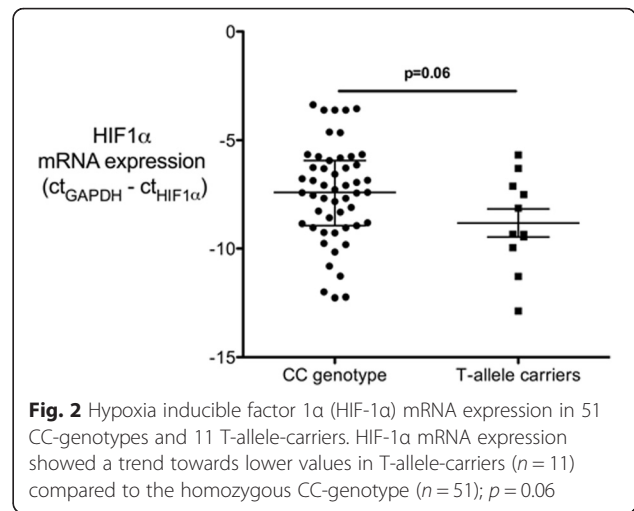 0
p=0.06
HIF1α
mRNA expression
(ct_GAPDH - ct_HIF1α)
-5
-10
-15
CC genotype
T-allele carriers
Fig. 2 Hypoxia inducible factor 1α (HIF-1α) mRNA expression in 51
CC-genotypes and 11 T-allele-carriers. HIF-1α mRNA expression
showed a trend towards lower values in T-allele-carriers (n = 11)
compared to the homozygous CC-genotype (n = 51); p = 0.06